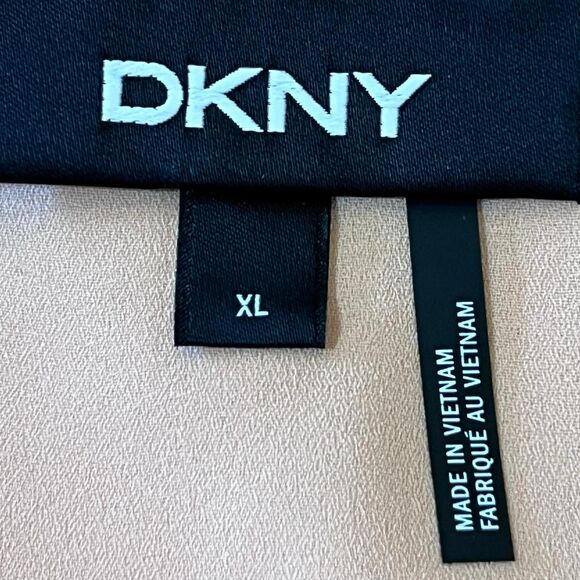 DKNY
XL
MADE IN VIETNAM
FABRIQUÉ AU VIETNAM